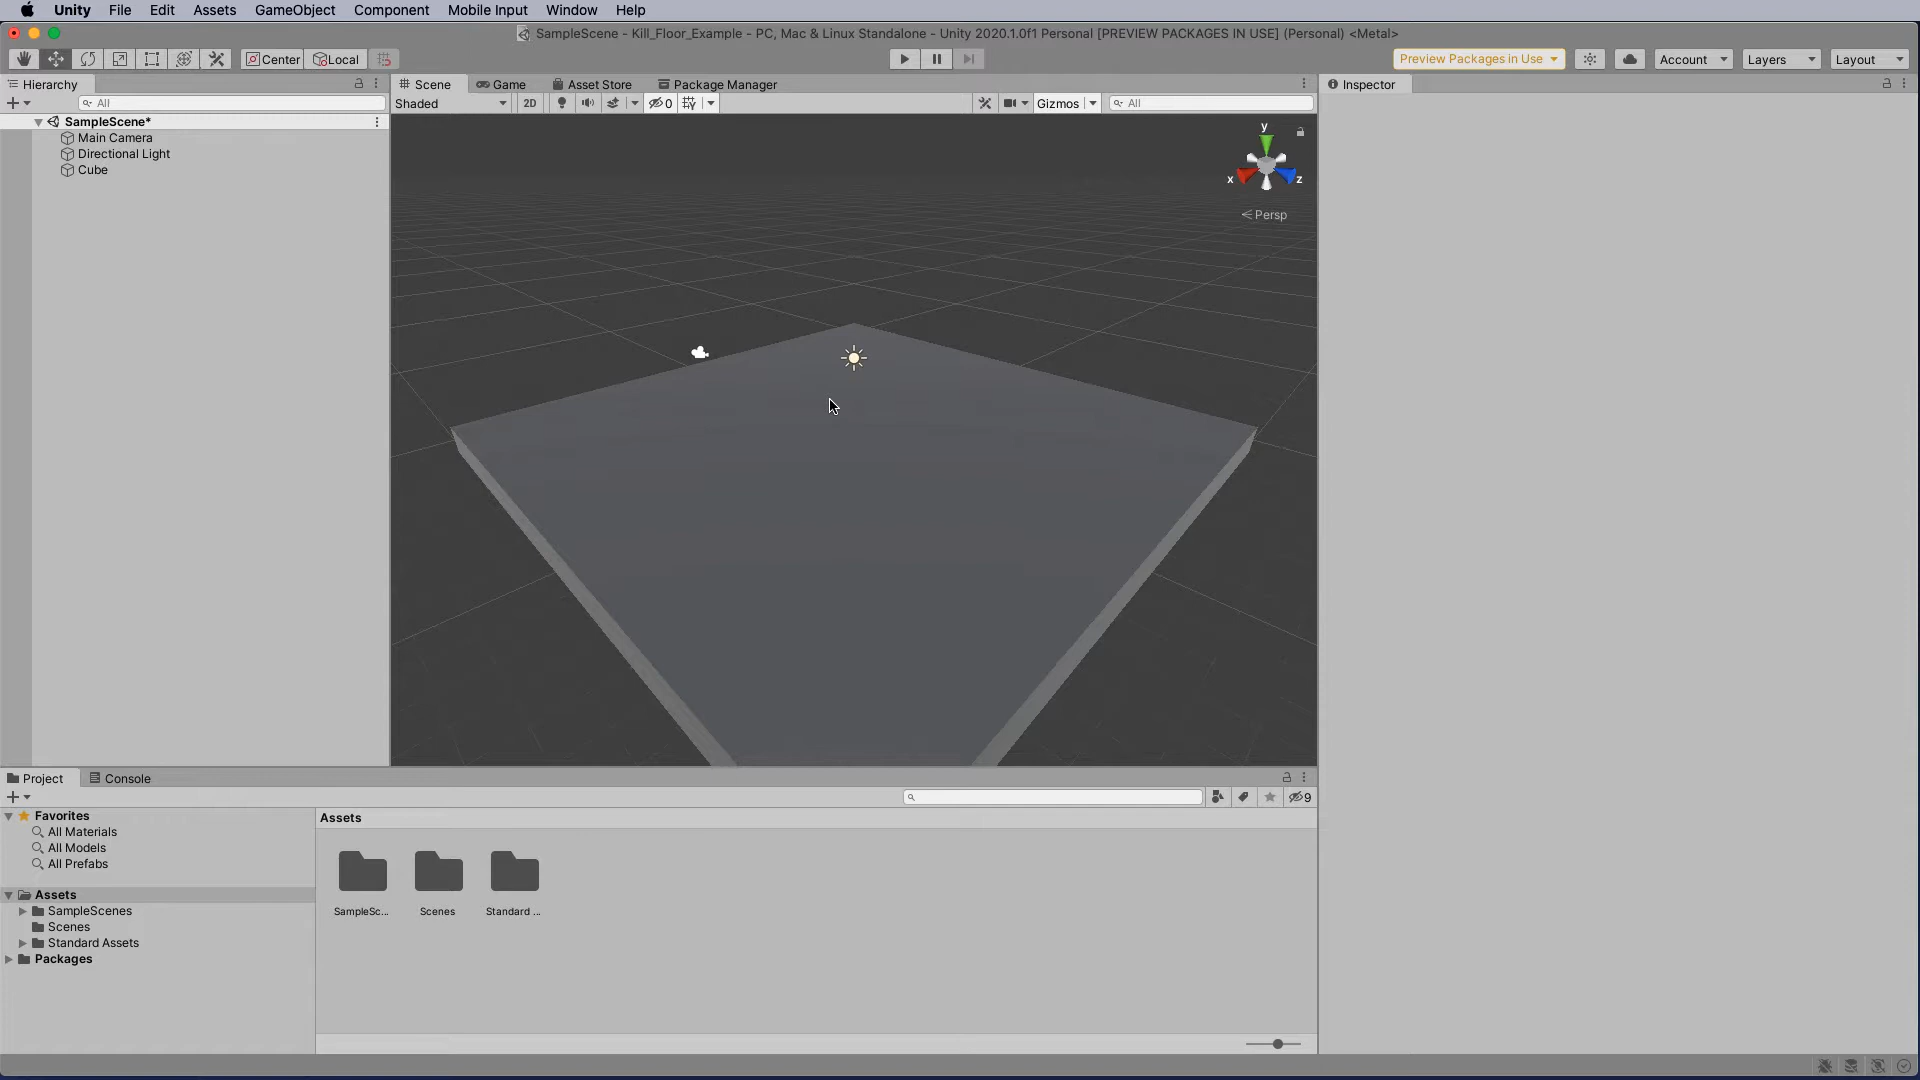 Unity File Edit Assets GameObject Component Mobile Input Window Help
SampleScene - Kill_Floor_Example - PC, Mac & Linux Standalone - Unity 2020.1.0f1 Personal [PREVIEW PACKAGES IN USE] (Personal) <Metal>
Center Local Preview Packages in Use Account Layers Layout
Hierarchy
All
SampleScene*
Main Camera
Directional Light
Cube
Scene Game Asset Store Package Manager
Shaded 2D 0 Gizmos All
y
x z
Persp
Inspector
Project Console
9
Favorites
All Materials
All Models
All Prefabs
Assets
SampleScenes
Scenes
Standard Assets
Packages
Assets
SampleSc... Scenes Standard ...